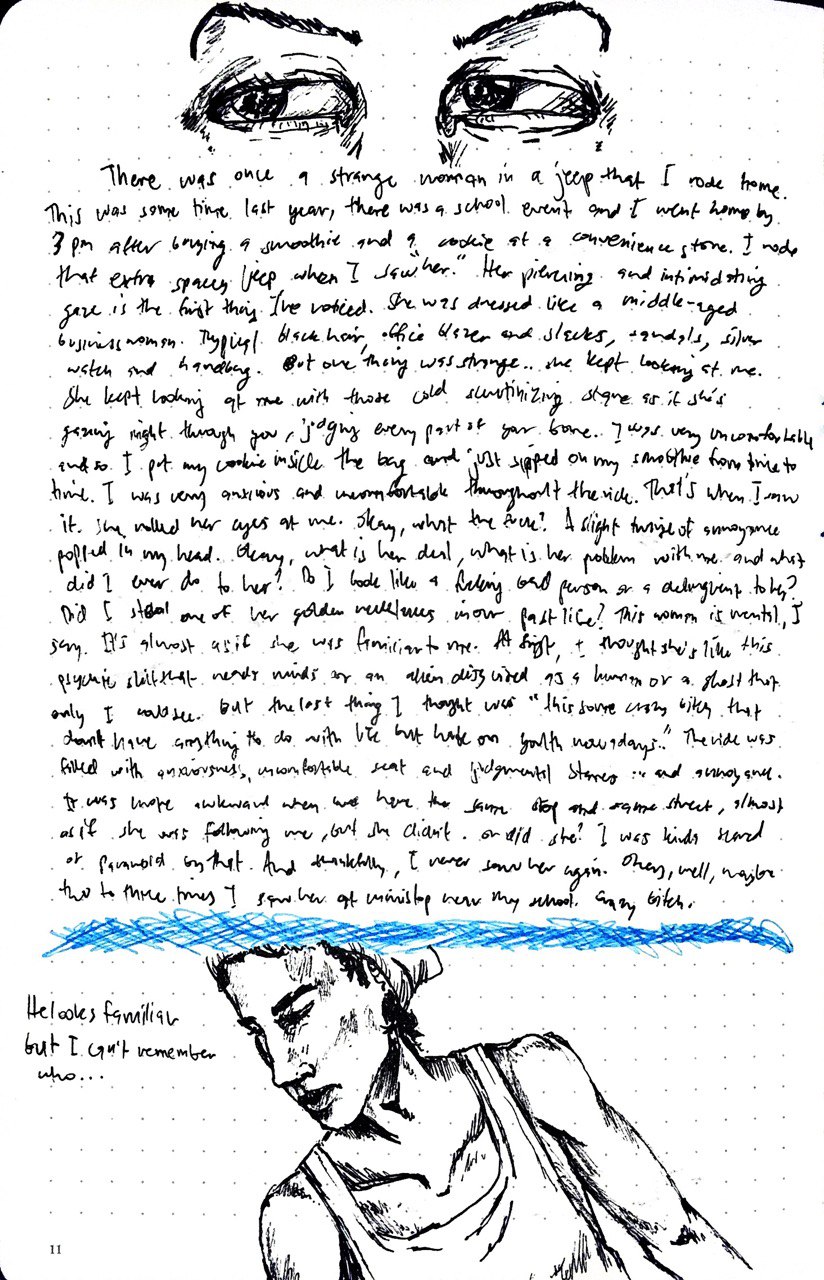 There was once a strange woman in a jeep that I rode home.
This was some time last year, there was a school event and I went home by
3 pm after buying a smoothie and a cookie at a convenience store. I rode
that extra spacey jeep when I saw "her." Her piercing and intimidating
gaze is the first thing I've noticed. She was dressed like a middle-aged
businesswoman. Typical black hair, office blazer and slacks, sandals, silver
watch and handbag. But one thing was strange.. she kept looking at me.
She kept looking at me with those cold scrutinizing stare as if she's
gazing right through you, judging every part of your bone. I was very uncomfortable
and so I put my cookie inside the bag and just sipped on my smoothie from time to
time. I was very anxious and uncomfortable throughout the ride. That's when I saw
it. She rolled her eyes at me. Okay, what the fuck? A slight twinge of annoyance
popped in my head. Okay, what is her deal, what is her problem with me and what
did I ever do to her? Do I look like a fucking bad person or a delinquent to her?
Did I steal one of her golden necklaces in our past life? This woman is mental, I
say. It's almost as if she was familiar to me. At first, I thought she's like this
psychic shit that reads minds or an alien disguised as a human or a ghost that
only I could see. But the last thing I thought was "this some crazy bitch that
don't have anything to do with life but hate on youth nowadays." The ride was
filled with anxiousness, uncomfortable seat and judgmental stares .. and annoyance.
It was more awkward when we have the same stop and same street, almost
as if she was following me, but she didn't. or did she? I was kinda scared
or paranoid on that. And thankfully, I never saw her again. Okay, well, maybe
two to three times I saw her at ministop near my school. Crazy bitch.
He looks familiar
but I can't remember
who...
11